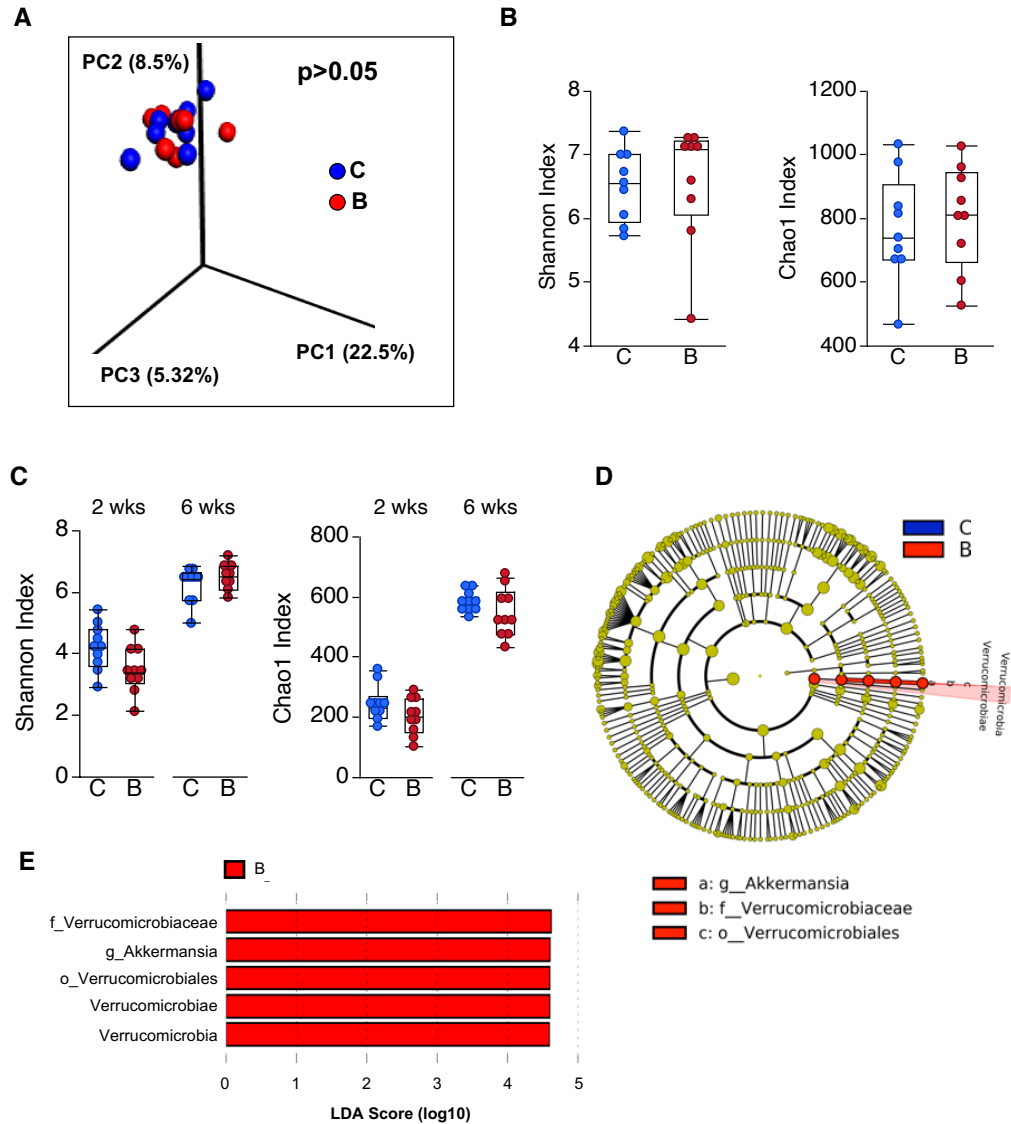 A
PC2 (8.5%)
p>0.05
C
B
PC1 (22.5%)
PC3 (5.32%)
B
Shannon Index
8
7
6
5
4
C B
Chao1 Index
1200
1000
800
600
400
C B
C
2 wks 6 wks
Shannon Index
8
6
4
2
0
C B C B
2 wks 6 wks
Chao1 Index
800
600
400
200
0
C B C B
D
C
B
a
b
c
Verrucomicrobiae
Verrucomicrobia
a: g__Akkermansia
b: f__Verrucomicrobiaceae
c: o__Verrucomicrobiales
E
B
f_Verrucomicrobiaceae
g_Akkermansia
o_Verrucomicrobiales
Verrucomicrobiae
Verrucomicrobia
0 1 2 3 4 5
LDA Score (log10)